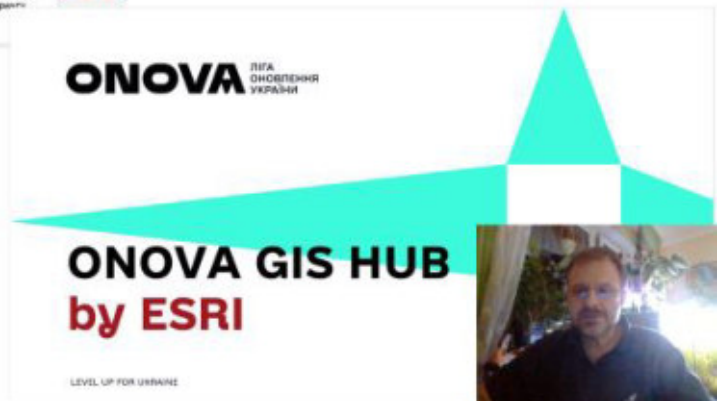 ONOVA
ЛІГА
ОНОВЛЕННЯ
УКРАЇНИ
ONOVA GIS HUB
by ESRI
LEVEL UP FOR UKRAINE